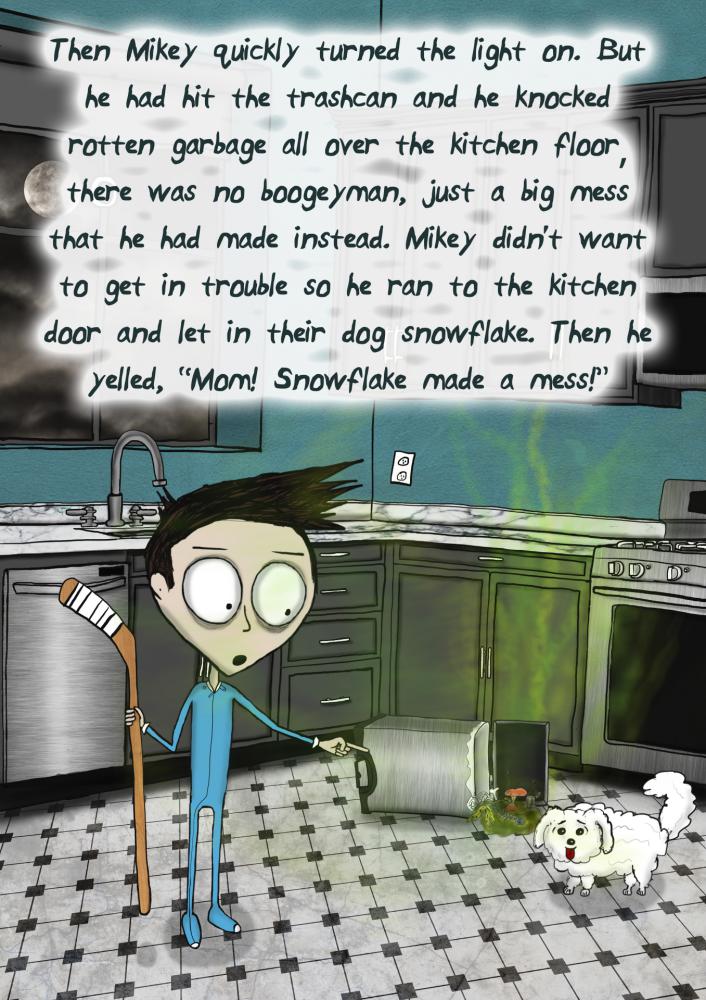 Then Mikey quickly turned the light on. But
he had hit the trashcan and he knocked
rotten garbage all over the kitchen floor,
there was no boogeyman, just a big mess
that he had made instead. Mikey didn't want
to get in trouble so he ran to the kitchen
door and let in their dog snowflake. Then he
yelled, “Mom! Snowflake made a mess!”